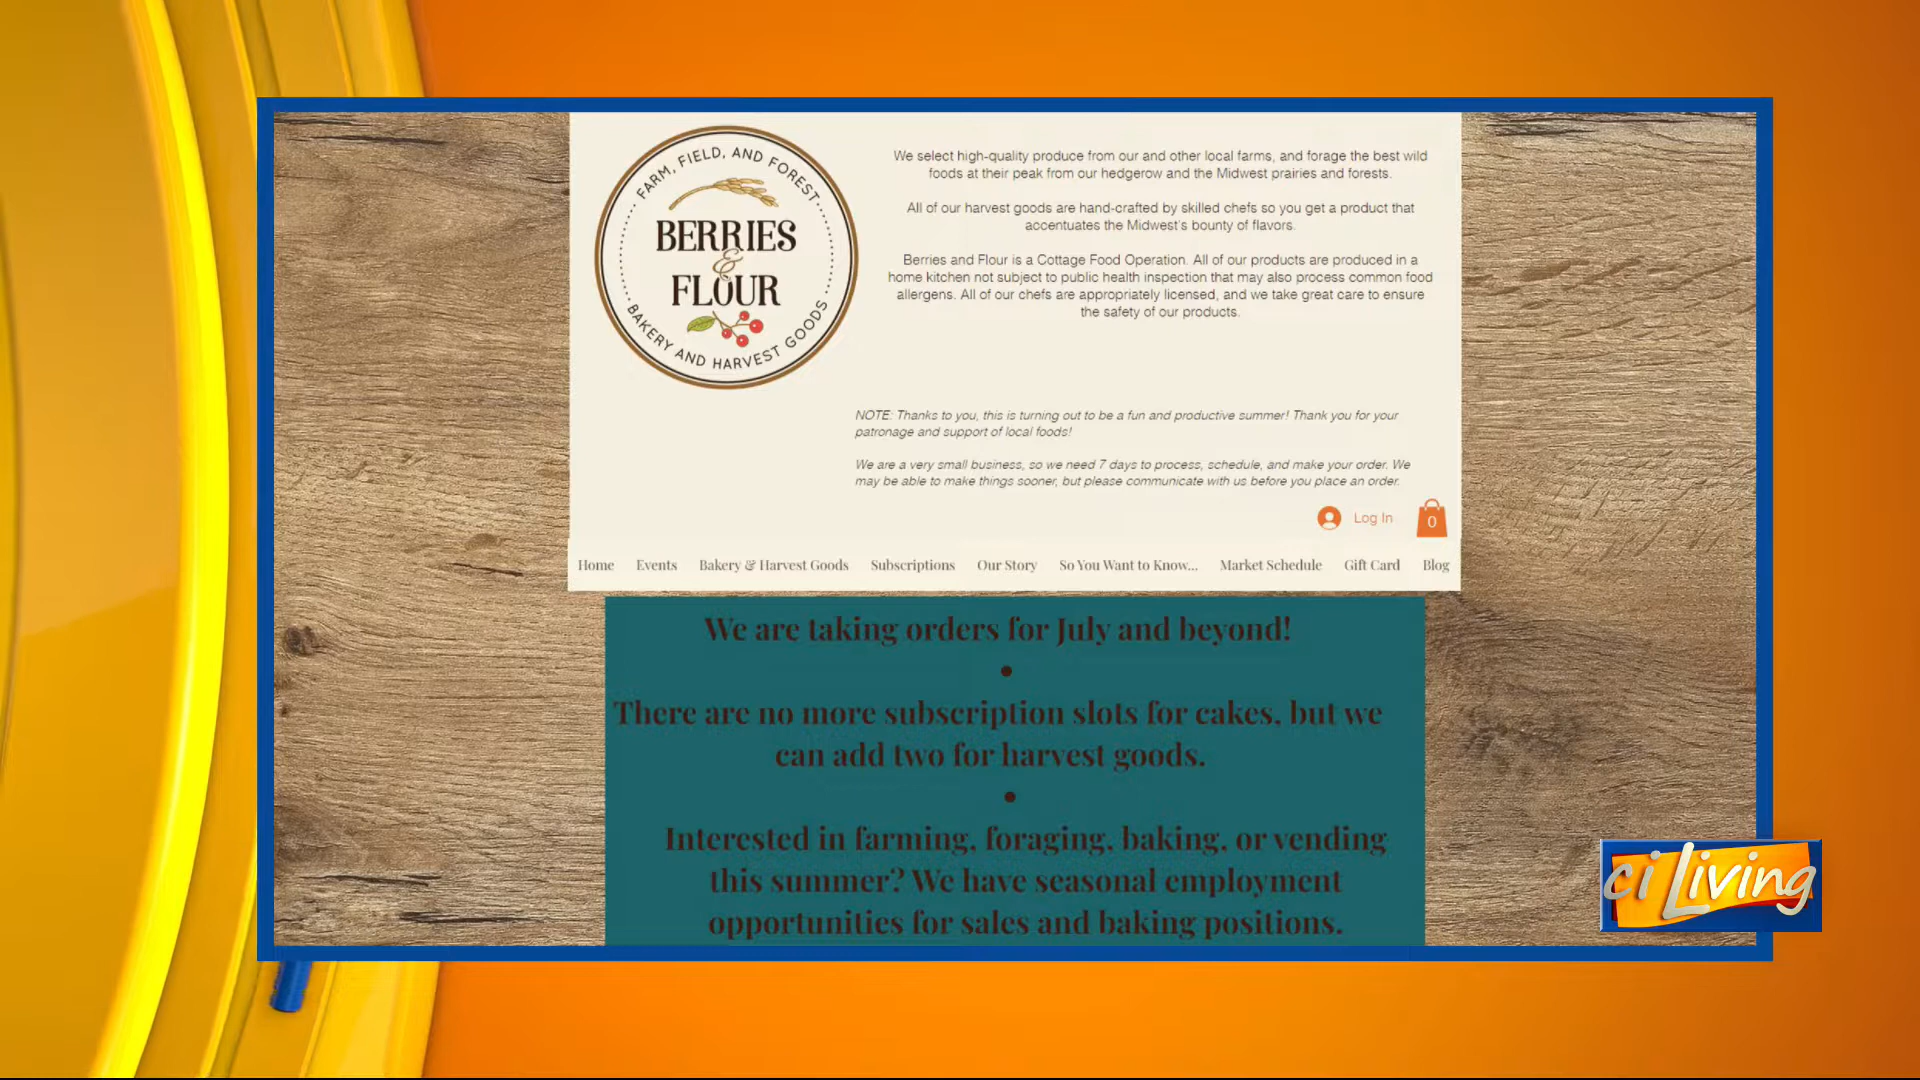 FARM, FIELD, AND FOREST
BERRIES
&
FLOUR
BAKERY AND HARVEST GOODS
We select high-quality produce from our and other local farms, and forage the best wild
foods at their peak from our hedgerow and the Midwest prairies and forests.
All of our harvest goods are hand-crafted by skilled chefs so you get a product that
accentuates the Midwest's bounty of flavors.
Berries and Flour is a Cottage Food Operation. All of our products are produced in a
home kitchen not subject to public health inspection that may also process common food
allergens. All of our chefs are appropriately licensed, and we take great care to ensure
the safety of our products.
NOTE: Thanks to you, this is turning out to be a fun and productive summer! Thank you for your
patronage and support of local foods!
We are a very small business, so we need 7 days to process, schedule, and make your order. We
may be able to make things sooner, but please communicate with us before you place an order.
Log In
0
Home Events Bakery & Harvest Goods Subscriptions Our Story So You Want to Know... Market Schedule Gift Card Blog
We are taking orders for July and beyond!
•
There are no more subscription slots for cakes, but we
can add two for harvest goods.
•
Interested in farming, foraging, baking, or vending
this summer? We have seasonal employment
opportunities for sales and baking positions.
ciLiving